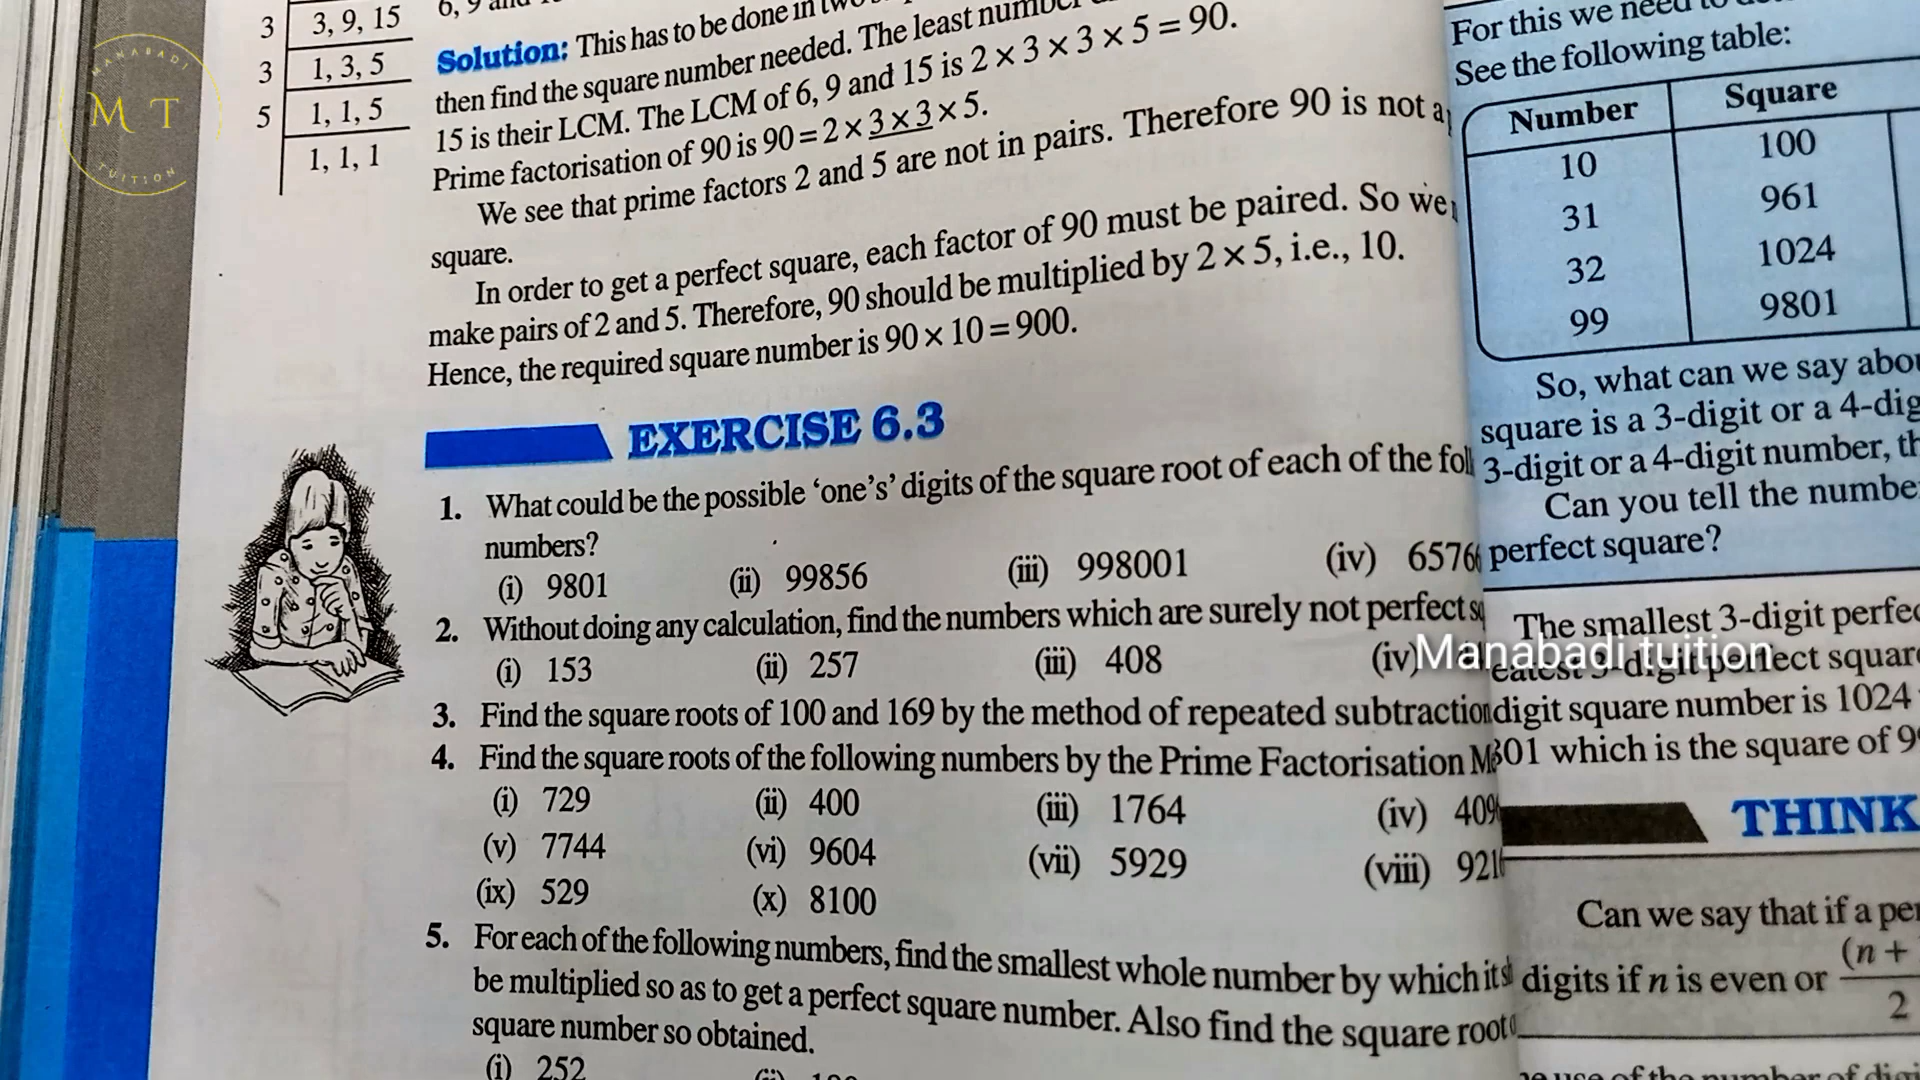 MANABADI
M T
TUITION
3 3, 9, 15
3 1, 3, 5
5 1, 1, 5
1, 1, 1
6, 9
Solution: This has to be done in
then find the square number needed. The least number
15 is their LCM. The LCM of 6, 9 and 15 is 2 × 3 × 3 × 5 = 90.
Prime factorisation of 90 is 90 = 2 × 3 × 3 × 5.
We see that prime factors 2 and 5 are not in pairs. Therefore 90 is not a
square.
In order to get a perfect square, each factor of 90 must be paired. So we
make pairs of 2 and 5. Therefore, 90 should be multiplied by 2 × 5, i.e., 10.
Hence, the required square number is 90 × 10 = 900.
EXERCISE 6.3
1. What could be the possible ‘one’s’ digits of the square root of each of the
numbers?
(i) 9801 (ii) 99856 (iii) 998001 (iv)
2. Without doing any calculation, find the numbers which are surely not perfect
(i) 153 (ii) 257 (iii) 408 (iv)
3. Find the square roots of 100 and 169 by the method of repeated subtraction
4. Find the square roots of the following numbers by the Prime Factorisation
(i) 729 (ii) 400 (iii) 1764 (iv)
(v) 7744 (vi) 9604 (vii) 5929 (viii)
(ix) 529 (x) 8100
5. For each of the following numbers, find the smallest whole number by which it
be multiplied so as to get a perfect square number. Also find the square root
square number so obtained.
(i) 252 (ii)
For this we need
See the following table:
Number Square
10 100
31 961
32 1024
99 9801
So, what can we say
square is a 3-digit or a
3-digit or a 4-digit number,
Can you tell the
perfect square?
The smallest 3-digit
Manabadi tuition
3-digit perfect
digit square number is 1024
which is the square of
THINK
Can we say that if a
digits if n is even or (n +
2